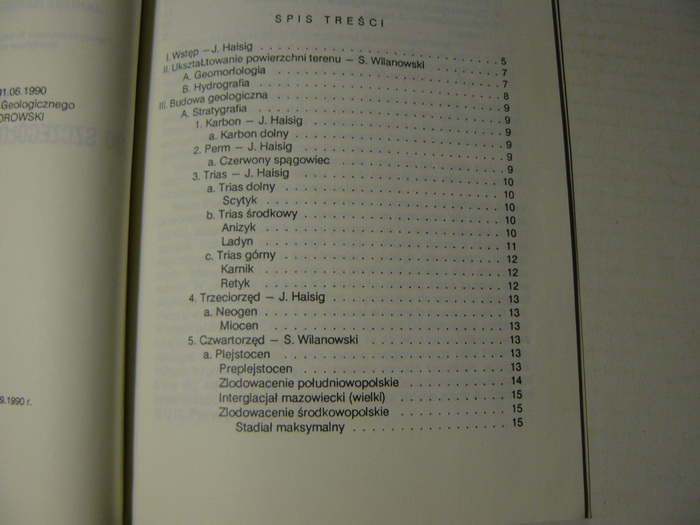 01.06.1990
Geologicznego
OROWSKI
9.1990 r.
SPIS TREŚCI
I. Wstęp – J. Haisig . . . . . . . . . . 5
II. Ukształtowanie powierzchni terenu – S. Wilanowski . . . . . . . . . . 7
A. Geomorfologia . . . . . . . . . . 7
B. Hydrografia . . . . . . . . . . 8
III. Budowa geologiczna . . . . . . . . . . 9
A. Stratygrafia . . . . . . . . . . 9
1. Karbon – J. Haisig . . . . . . . . . . 9
a. Karbon dolny . . . . . . . . . . 9
2. Perm – J. Haisig . . . . . . . . . . 9
a. Czerwony spągowiec . . . . . . . . . . 9
3. Trias – J. Haisig . . . . . . . . . . 10
a. Trias dolny . . . . . . . . . . 10
Scytyk . . . . . . . . . . 10
b. Trias środkowy . . . . . . . . . . 10
Anizyk . . . . . . . . . . 10
Ladyn . . . . . . . . . . 11
c. Trias górny . . . . . . . . . . 12
Karnik . . . . . . . . . . 12
Retyk . . . . . . . . . . 12
4. Trzeciorzęd – J. Haisig . . . . . . . . . . 13
a. Neogen . . . . . . . . . . 13
Miocen . . . . . . . . . . 13
5. Czwartorzęd – S. Wilanowski . . . . . . . . . . 13
a. Plejstocen . . . . . . . . . . 13
Preplejstocen . . . . . . . . . . 13
Zlodowacenie południowopolskie . . . . . . . . . . 14
Interglacjał mazowiecki (wielki) . . . . . . . . . . 15
Zlodowacenie środkowopolskie . . . . . . . . . . 15
Stadiał maksymalny . . . . . . . . . . 15